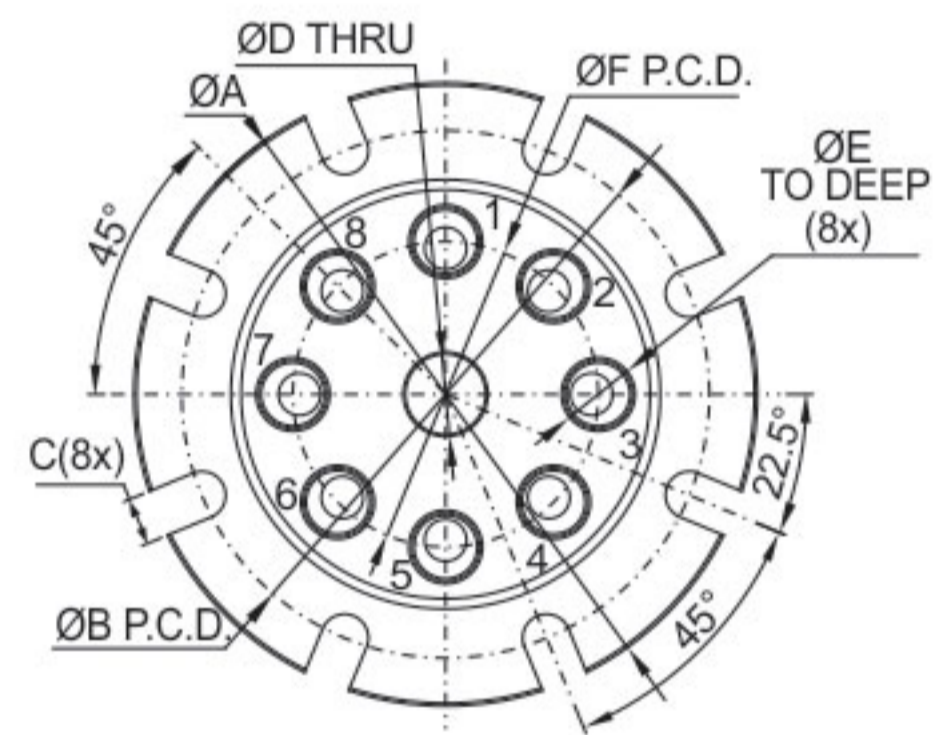 ØD THRU
ØF P.C.D.
ØA
ØE
TO DEEP
(8x)
45°
1
8
2
7
3
C(8x)
22.5°
6
4
5
45°
ØB P.C.D.